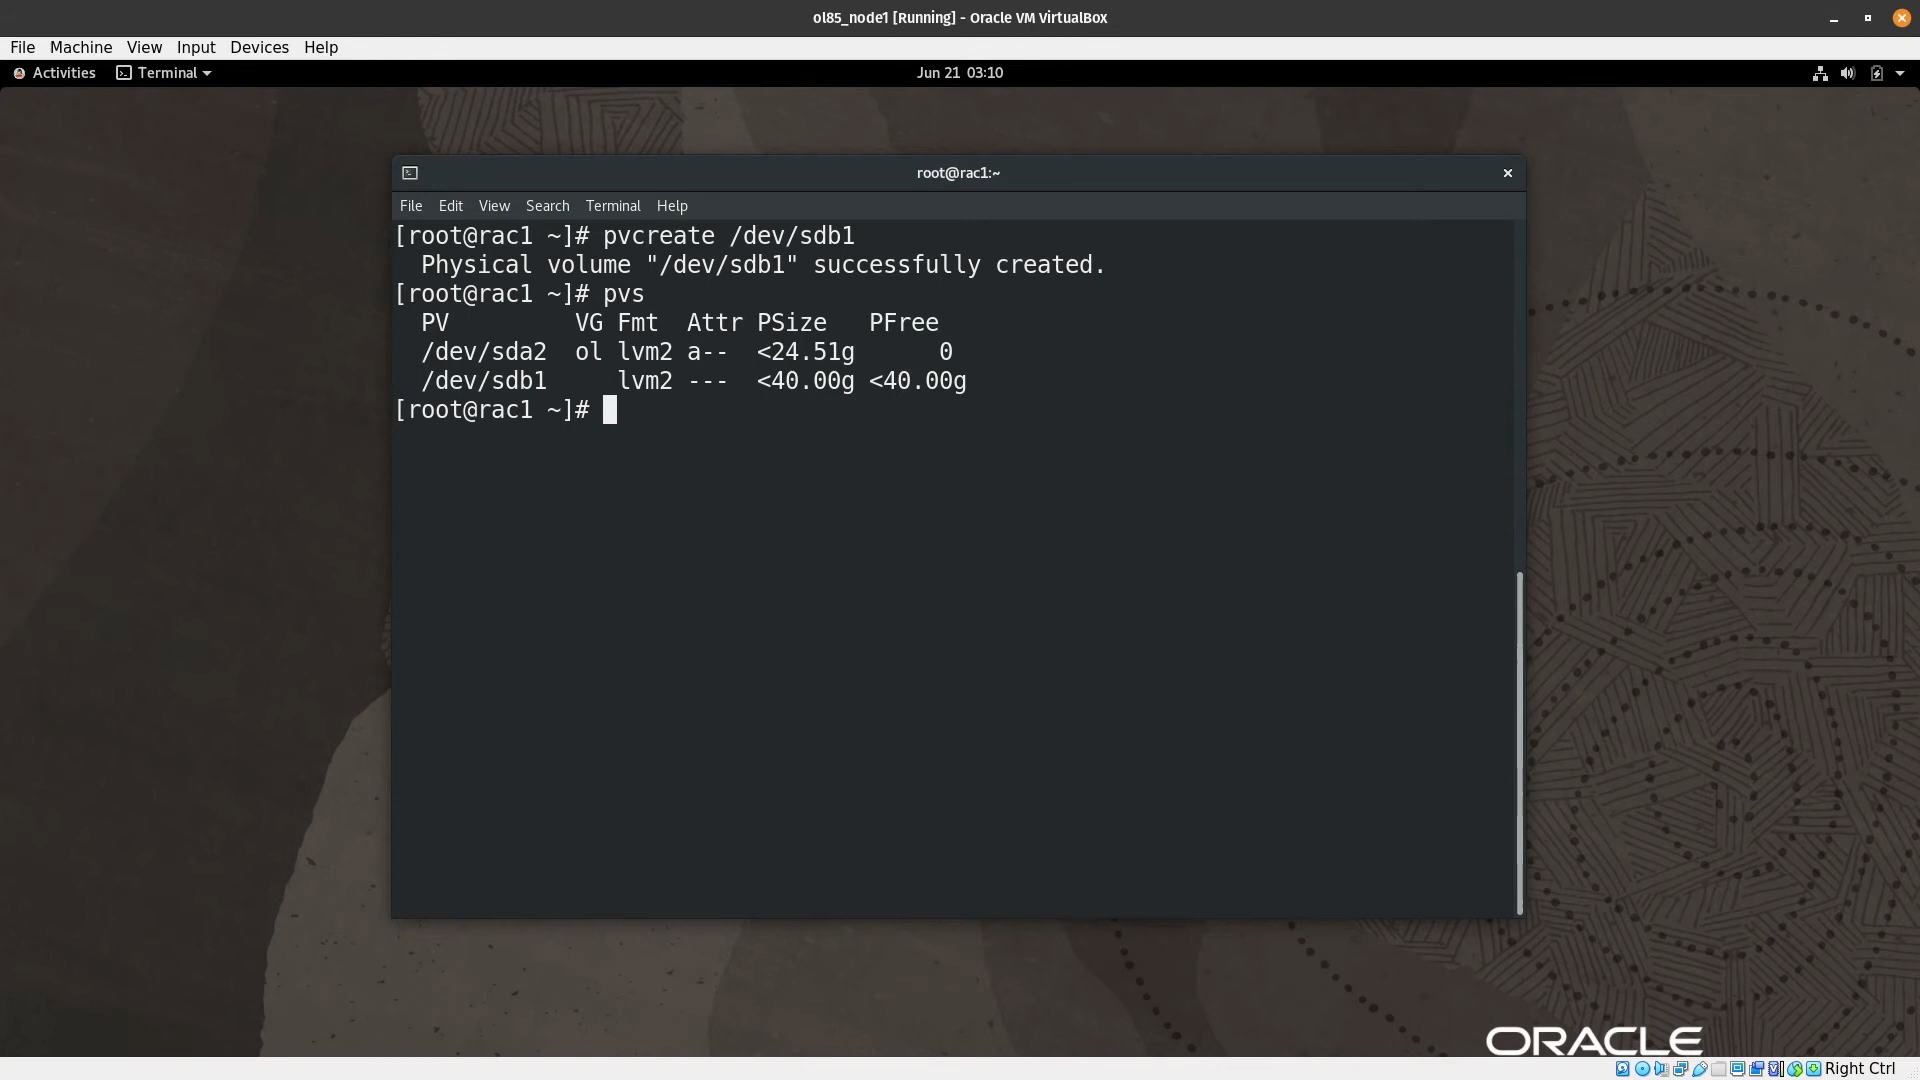 ol85_node1 [Running] - Oracle VM VirtualBox
File Machine View Input Devices Help
Activities Terminal Jun 21 03:10
root@rac1:~
File Edit View Search Terminal Help
[root@rac1 ~]# pvcreate /dev/sdb1
  Physical volume "/dev/sdb1" successfully created.
[root@rac1 ~]# pvs
  PV         VG Fmt  Attr PSize   PFree
  /dev/sda2  ol lvm2 a--  <24.51g      0
  /dev/sdb1     lvm2 ---  <40.00g <40.00g
[root@rac1 ~]#
ORACLE
Right Ctrl